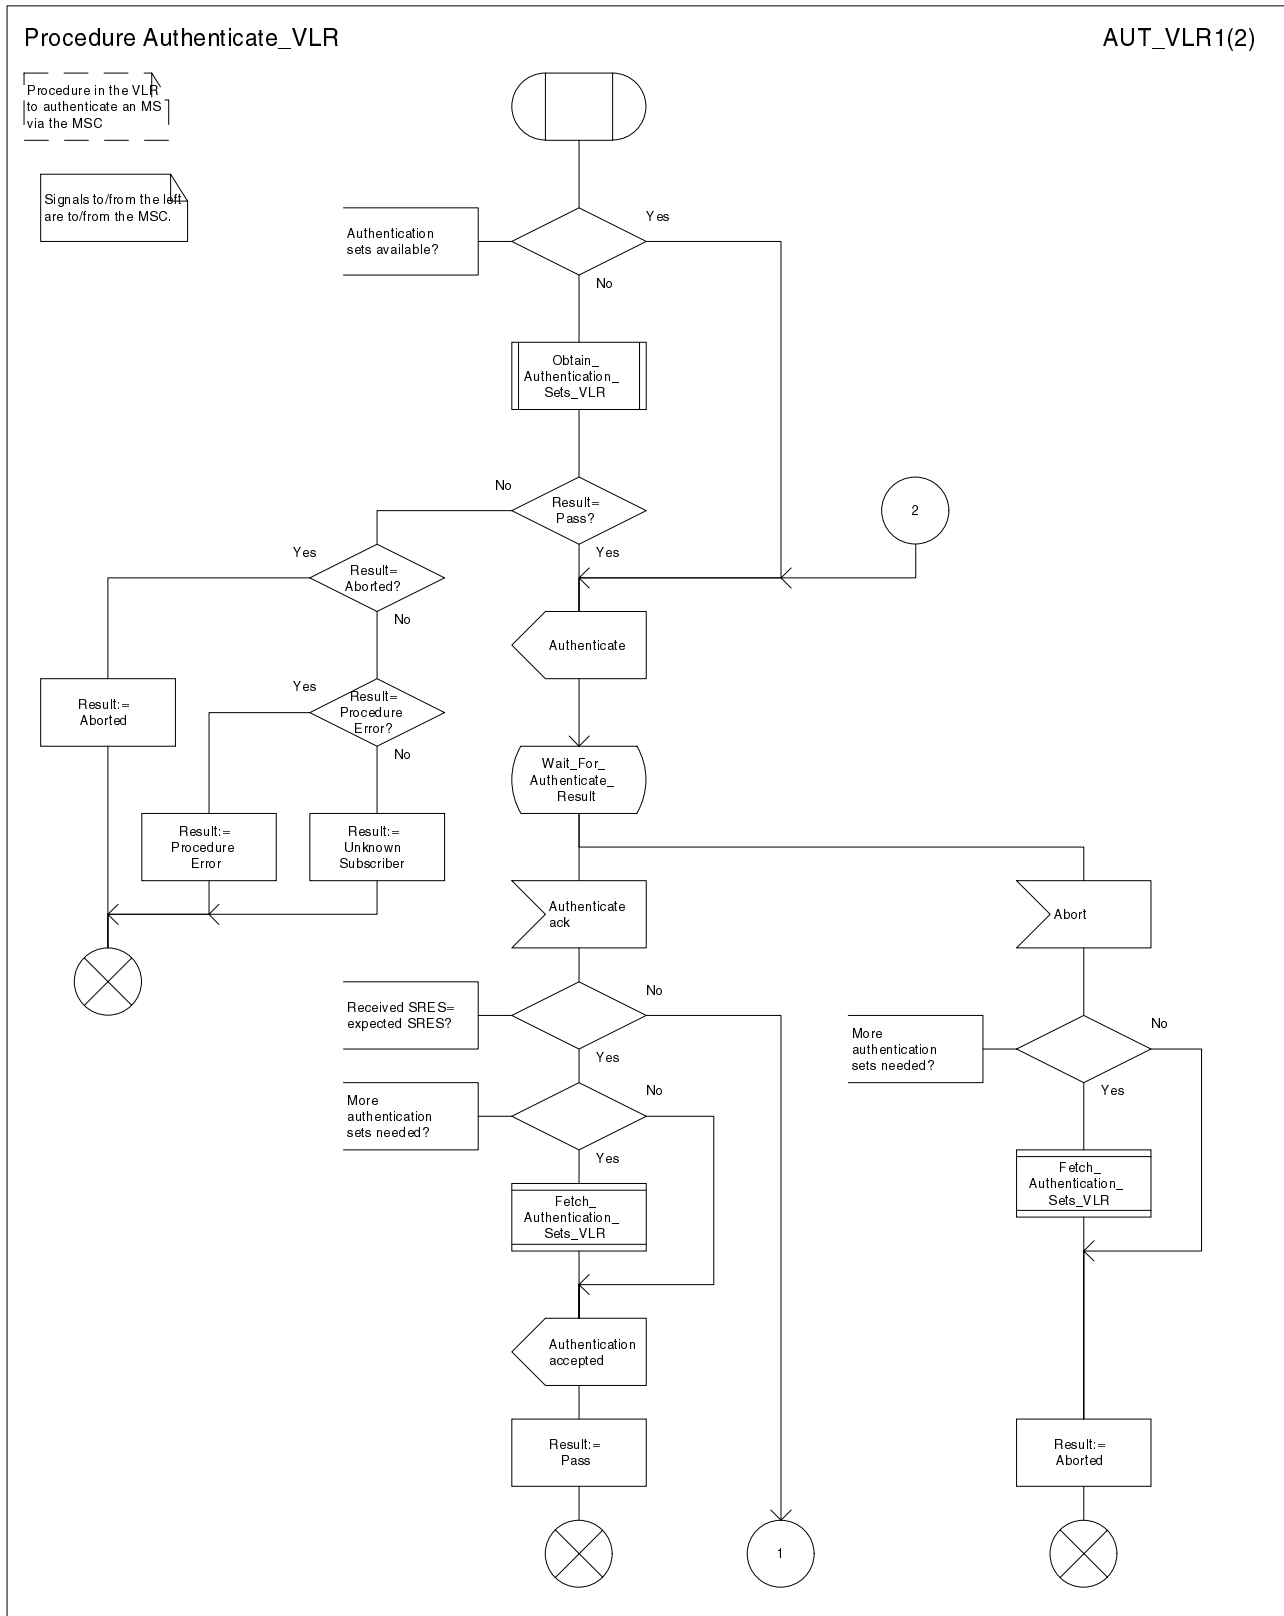 Procedure Authenticate_VLR
AUT_VLR1(2)
Procedure in the VLR
to authenticate an MS
via the MSC
Signals to/from the left
are to/from the MSC.
Authentication
sets available?
Yes
No
Obtain_
Authentication_
Sets_VLR
No
Result=
Pass?
Yes
2
Yes
Result=
Aborted?
No
Authenticate
Result:=
Aborted
Yes
Result=
Procedure
Error?
No
Wait_For_
Authenticate_
Result
Result:=
Procedure
Error
Result:=
Unknown
Subscriber
Authenticate
ack
Abort
Received SRES=
expected SRES?
No
Yes
More
authentication
sets needed?
No
Yes
More
authentication
sets needed?
No
Yes
Fetch_
Authentication_
Sets_VLR
Fetch_
Authentication_
Sets_VLR
Authentication
accepted
Result:=
Pass
Result:=
Aborted
1